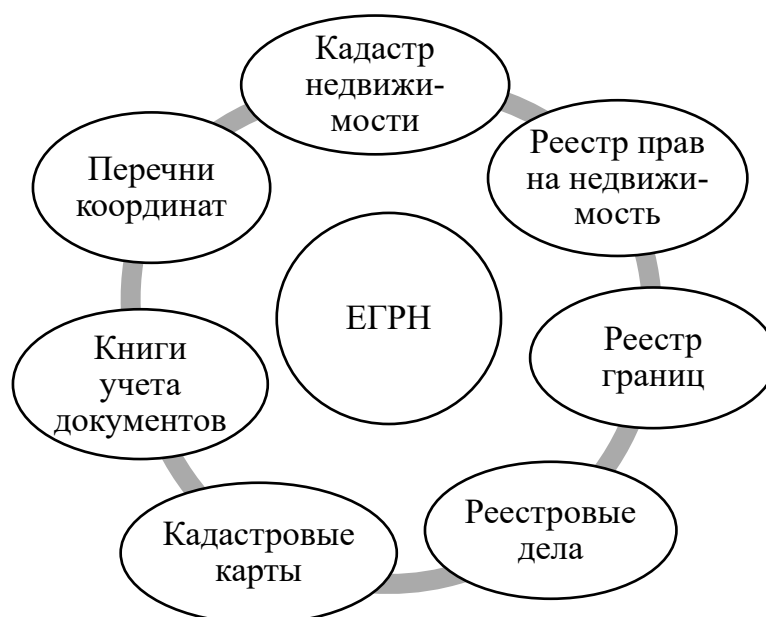 Кадастр
недвижи-
мости
Реестр прав
на недвижи-
мость
Реестр
границ
Реестровые
дела
Кадастровые
карты
Книги
учета
документов
Перечни
координат
ЕГРН